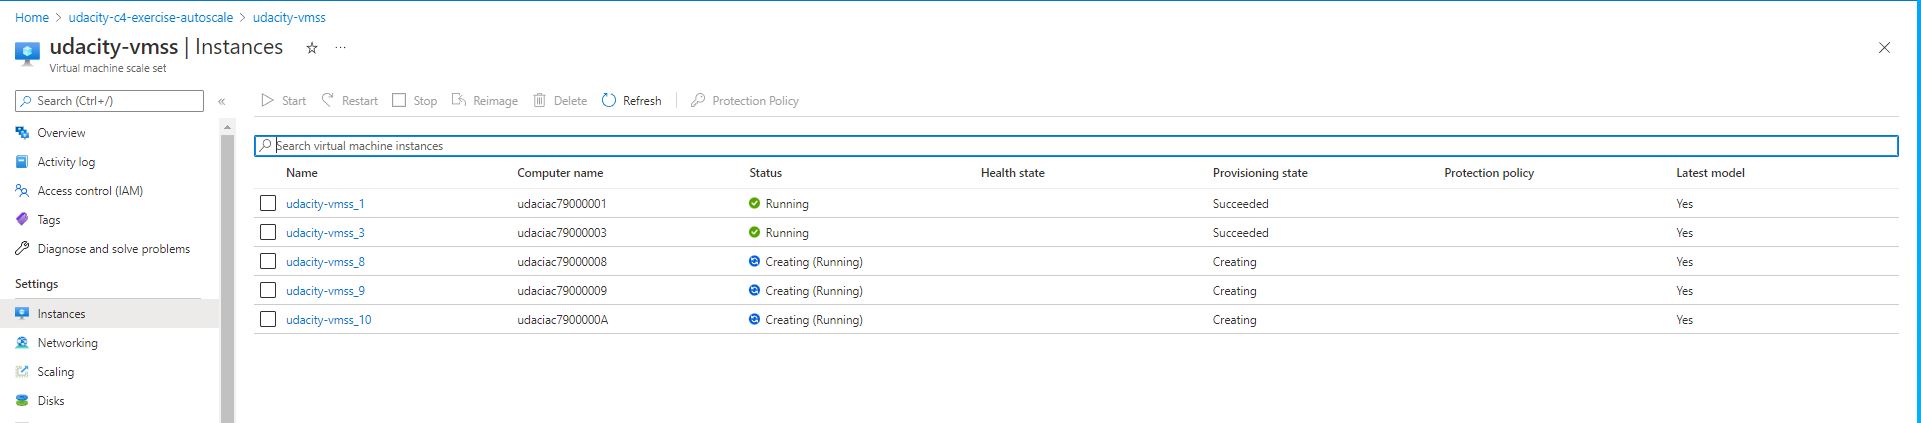 Home > udacity-c4-exercise-autoscale > udacity-vmss
udacity-vmss | Instances
Virtual machine scale set
Search (Ctrl+/)
«
Overview
Activity log
Access control (IAM)
Tags
Diagnose and solve problems
Settings
Instances
Networking
Scaling
Disks
Start Restart Stop Reimage Delete Refresh Protection Policy
Search virtual machine instances
Name Computer name Status Health state Provisioning state Protection policy Latest model
udacity-vmss_1 udaciac79000001 Running Succeeded Yes
udacity-vmss_3 udaciac79000003 Running Succeeded Yes
udacity-vmss_8 udaciac79000008 Creating (Running) Creating Yes
udacity-vmss_9 udaciac79000009 Creating (Running) Creating Yes
udacity-vmss_10 udaciac7900000A Creating (Running) Creating Yes